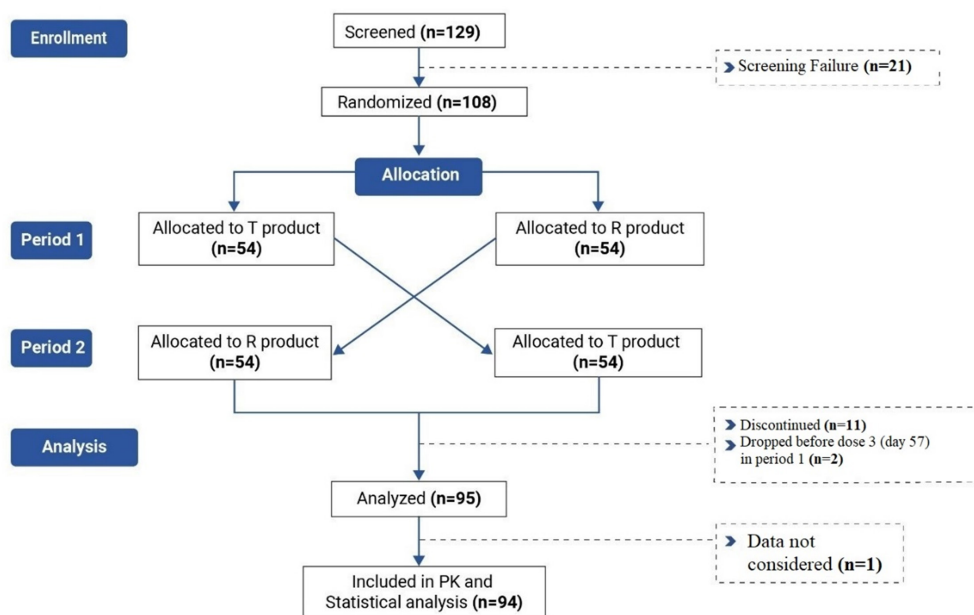 Enrollment
Screened (n=129)
Screening Failure (n=21)
Randomized (n=108)
Allocation
Period 1
Allocated to T product
(n=54)
Allocated to R product
(n=54)
Period 2
Allocated to R product
(n=54)
Allocated to T product
(n=54)
Analysis
Discontinued (n=11)
Dropped before dose 3 (day 57)
in period 1 (n=2)
Analyzed (n=95)
Data not
considered (n=1)
Included in PK and
Statistical analysis (n=94)